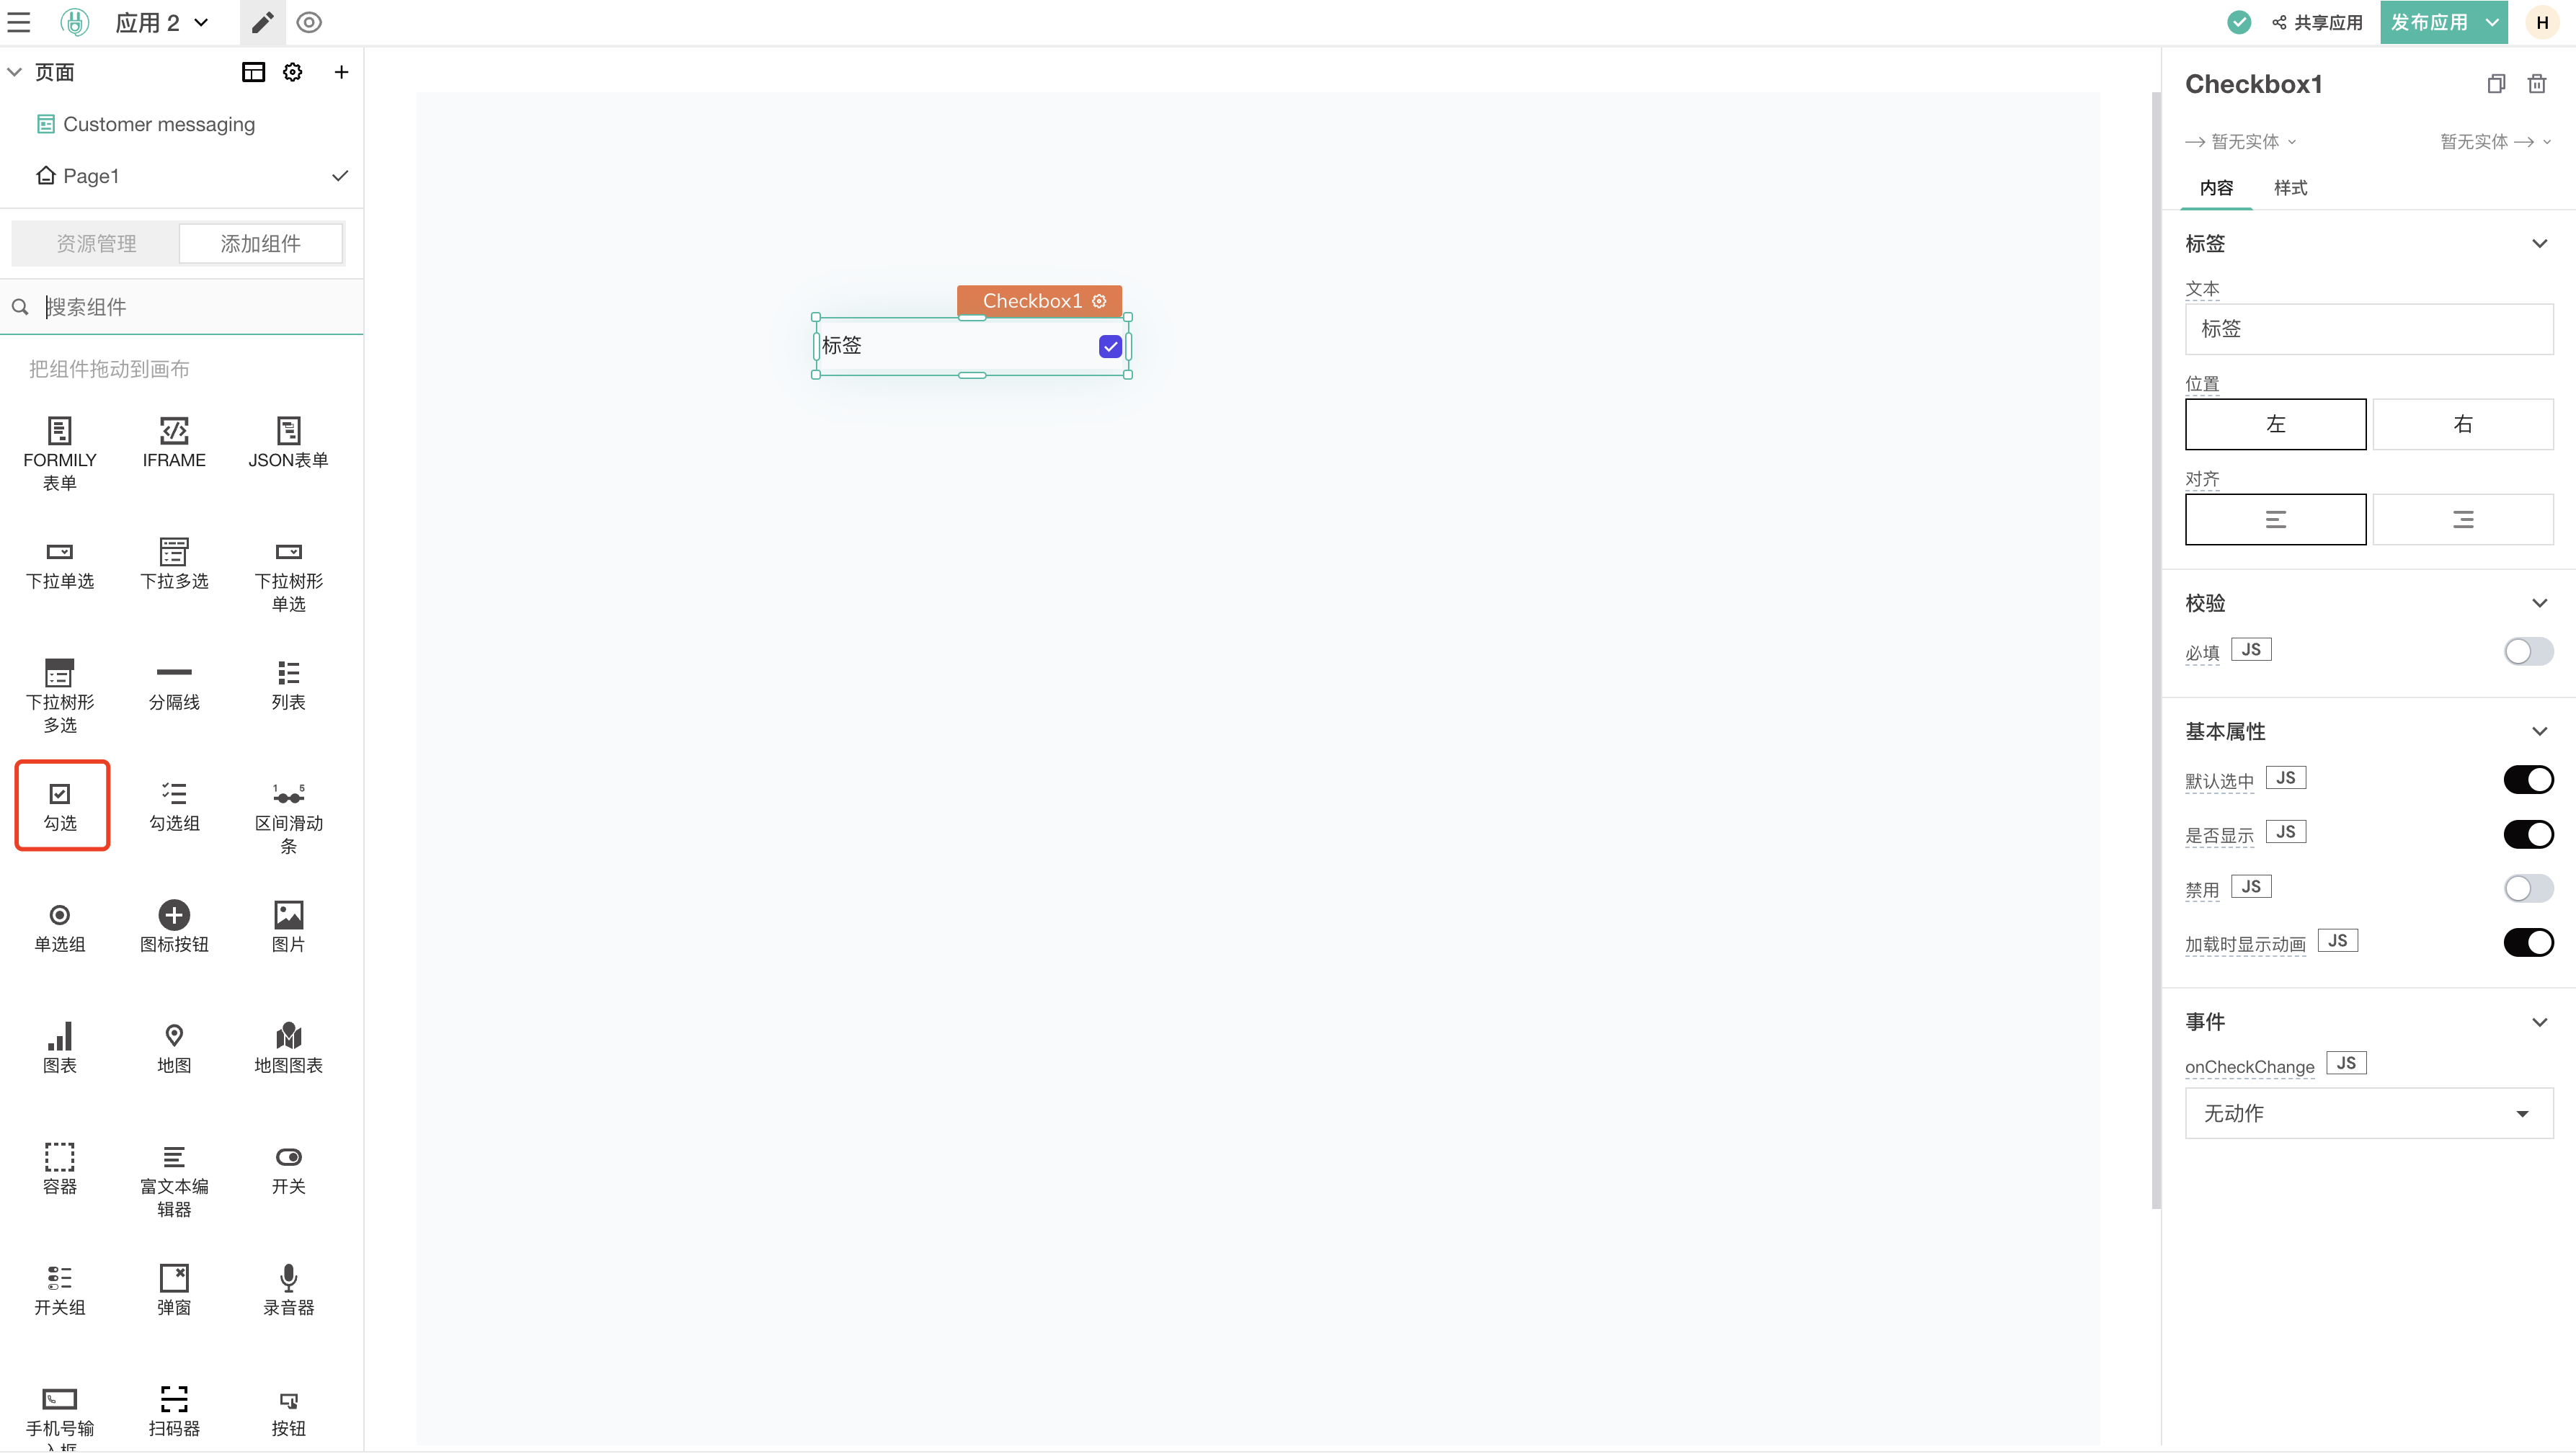 应用 2
共享应用
发布应用
H
页面
Customer messaging
Page1
资源管理
添加组件
搜索组件
把组件拖动到画布
FORMILY
表单
IFRAME
JSON表单
下拉单选
下拉多选
下拉树形
单选
下拉树形
多选
分隔线
列表
勾选
勾选组
1 5
区间滑动
条
单选组
图标按钮
图片
图表
地图
地图图表
容器
富文本编
辑器
开关
开关组
弹窗
录音器
手机号输
入框
扫码器
按钮
Checkbox1
标签
Checkbox1
暂无实体
暂无实体
内容
样式
标签
文本
标签
位置
左
右
对齐
校验
必填 JS
基本属性
默认选中 JS
是否显示 JS
禁用 JS
加载时显示动画 JS
事件
onCheckChange JS
无动作